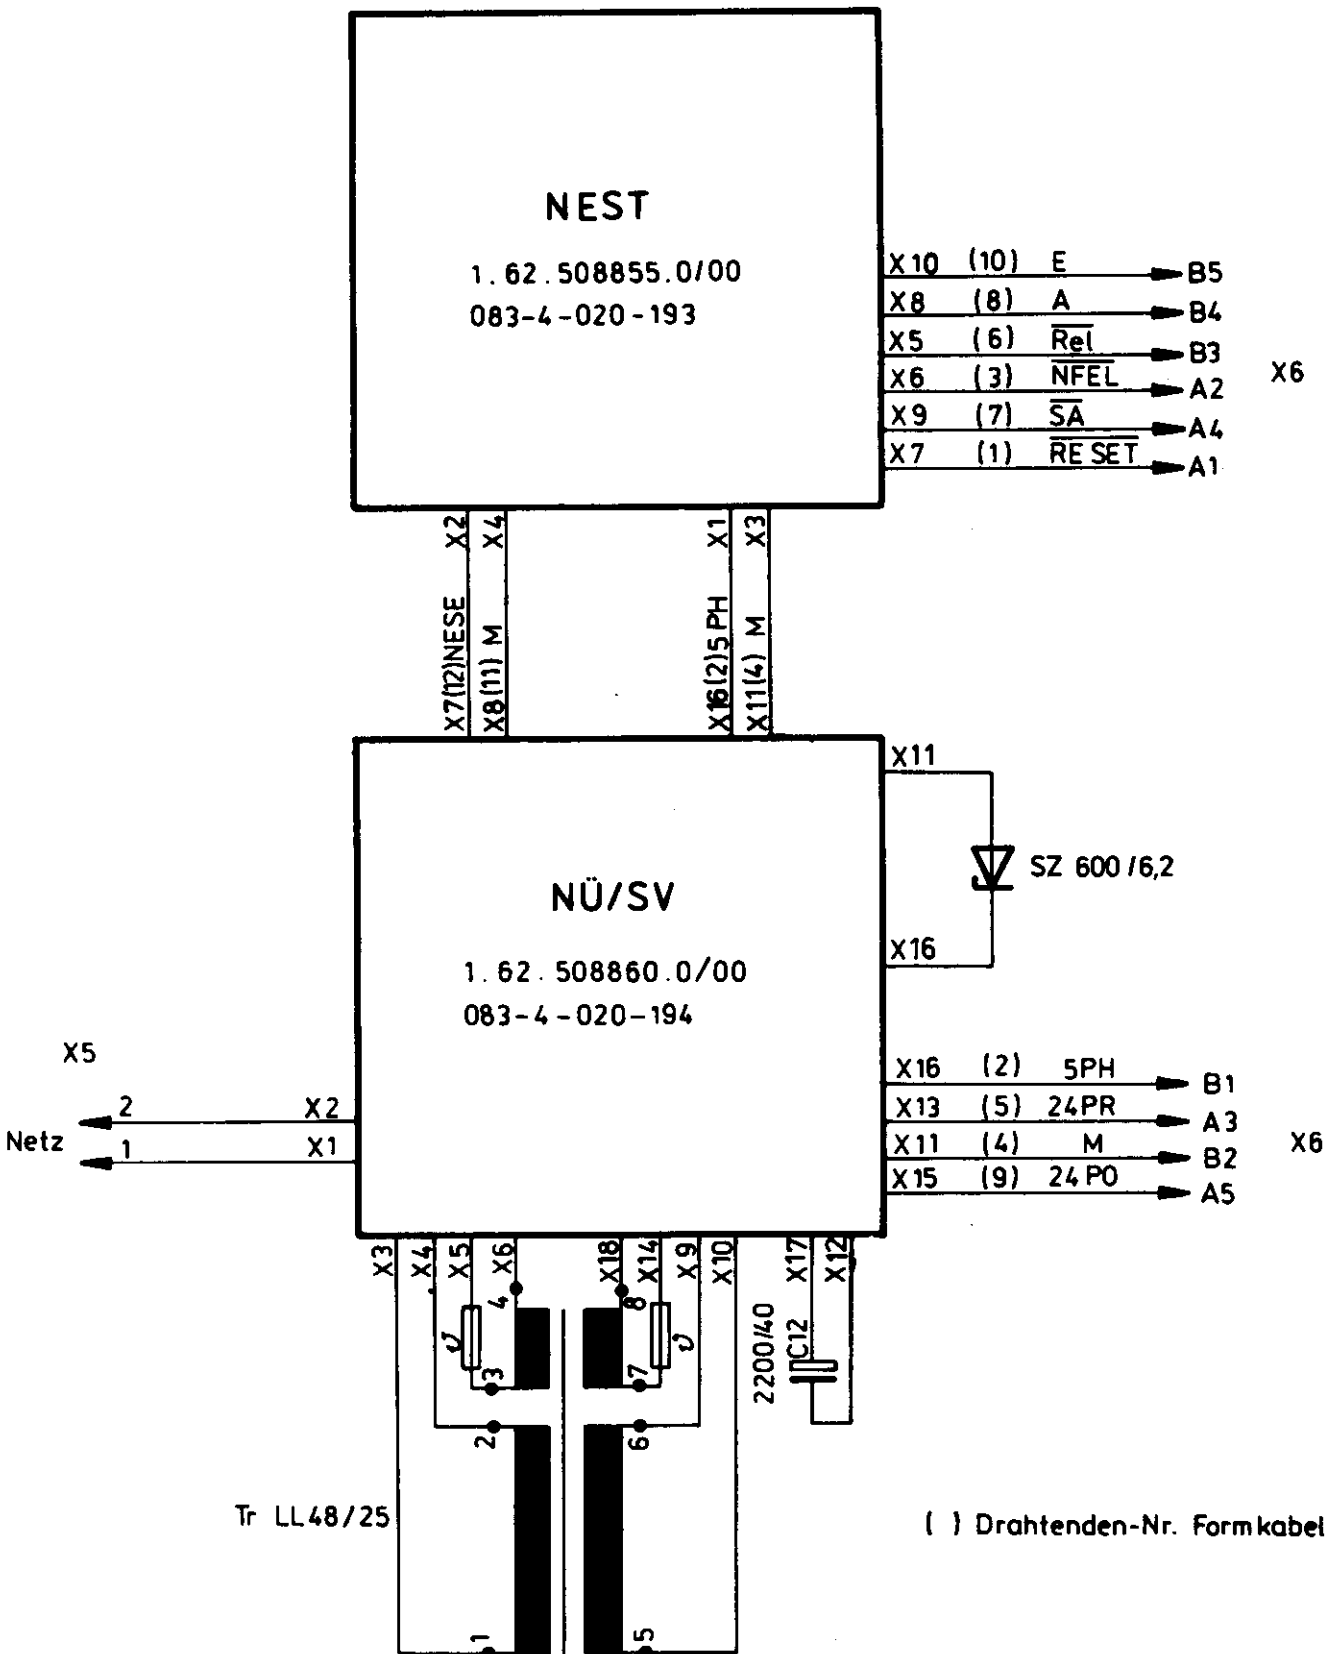 NEST
1.62.508855.0/00
083-4-020-193
X10 (10) E B5
X8 (8) A B4
X5 (6) Rel B3
X6 (3) NFEL A2
X9 (7) SA A4
X7 (1) RESET A1
X6
X7(12)NESE X2
X8(11) M X4
X16(2)5PH X1
X11(4) M X3
NÜ/SV
1.62.508860.0/00
083-4-020-194
X11
SZ 600/6,2
X16
X5
2 X2
Netz
1 X1
X16 (2) 5PH B1
X13 (5) 24PR A3
X11 (4) M B2
X15 (9) 24PO A5
X6
X3
X4
X5
X6
X18
X14
X9
X10
X17
X12
4
8
ϑ
ϑ
3
7
2200/40
C12
2
6
Tr LL48/25
1
5
( ) Drahtenden-Nr. Formkabel